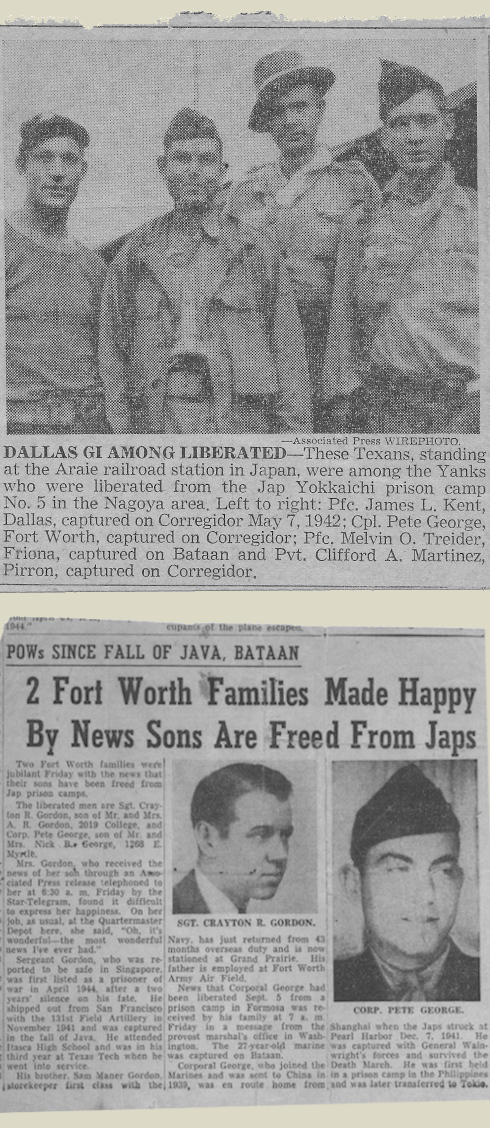 —Associated Press WIREPHOTO.
DALLAS GI AMONG LIBERATED—These Texans, standing
at the Araie railroad station in Japan, were among the Yanks
who were liberated from the Jap Yokkaichi prison camp
No. 5 in the Nagoya area. Left to right: Pfc. James L. Kent,
Dallas, captured on Corregidor May 7, 1942; Cpl. Pete George,
Fort Worth, captured on Corregidor; Pfc. Melvin O. Treider,
Friona, captured on Bataan and Pvt. Clifford A. Martinez,
Pirron, captured on Corregidor.
1944."
cupants of the plane escaped.
POWs SINCE FALL OF JAVA, BATAAN
2 Fort Worth Families Made Happy
By News Sons Are Freed From Japs
Two Fort Worth families were
jubilant Friday with the news that
their sons have been freed from
Jap prison camps.
The liberated men are Sgt. Cray-
ton R. Gordon, son of Mr. and Mrs.
A. R. Gordon, 2019 College, and
Corp. Pete George, son of Mr. and
Mrs. Nick B. George, 1268 E.
Myrtle.
Mrs. Gordon, who received the
news of her son through an Asso-
ciated Press release telephoned to
her at 6:30 a. m. Friday by the
Star-Telegram, found it difficult
to express her happiness. On her
job, as usual, at the Quartermaster
Depot here, she said, "Oh, it's
wonderful—the most wonderful
news I've ever had."
Sergeant Gordon, who was re-
ported to be safe in Singapore,
was first listed as a prisoner of
war in April 1944, after a two
years' silence on his fate. He
shipped out from San Francisco
with the 131st Field Artillery in
November 1941 and was captured
in the fall of Java. He attended
Itasca High School and was in his
third year at Texas Tech when he
went into service.
His brother, Sam Maner Gordon,
storekeeper first class with the
SGT. CRAYTON R. GORDON.
Navy, has just returned from 43
months overseas duty and is now
stationed at Grand Prairie. His
father is employed at Fort Worth
Army Air Field.
News that Corporal George had
been liberated Sept. 5 from a
prison camp in Formosa was re-
ceived by his family at 7 a. m.
Friday in a message from the
provost marshal's office in Wash-
ington. The 27-year-old marine
was captured on Bataan.
Corporal George, who joined the
Marines and was sent to China in
1939, was en route home from
CORP. PETE GEORGE.
Shanghai when the Japs struck at
Pearl Harbor Dec. 7, 1941. He
was captured with General Wain-
wright's forces and survived the
Death March. He was first held
in a prison camp in the Philippines
and was later transferred to Tokio.